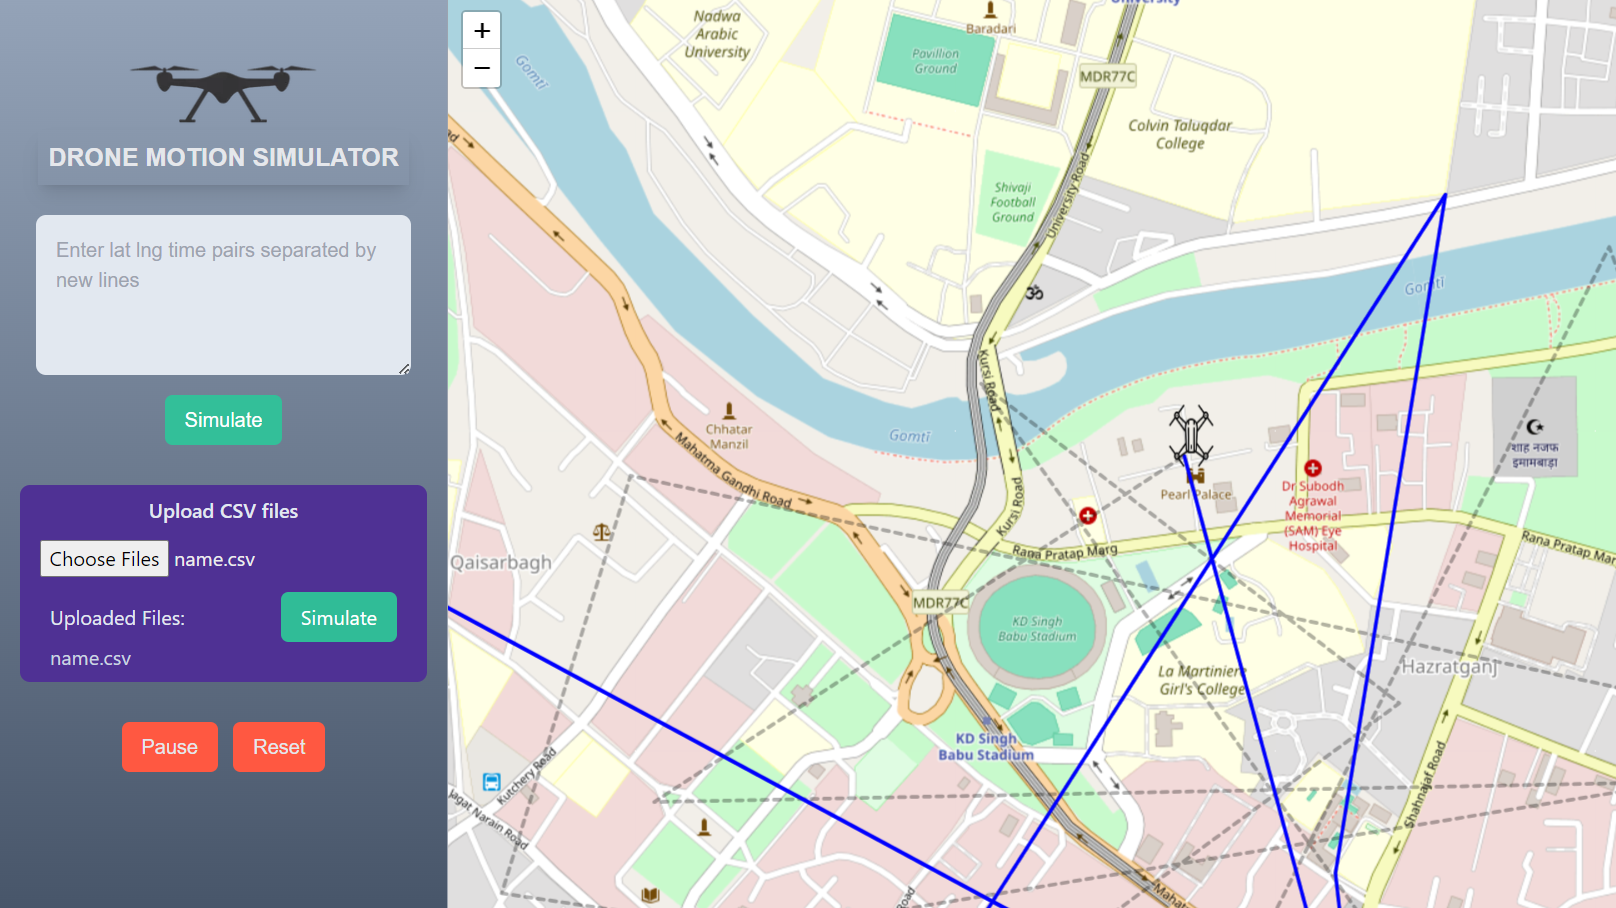 DRONE MOTION SIMULATOR
Enter lat lng time pairs separated by
new lines
Simulate
Upload CSV files
Choose Files name.csv
Uploaded Files:
Simulate
name.csv
Pause
Reset
+
−
Nadwa
Arabic
University
Gomti
Baradari
University
Pavillion
Ground
MDR77C
Colvin Taluqdar
College
Shivaji
Football
Ground
University Road
ॐ
Gomti
Kursi Road
Chhatar
Manzil
Gomti
Mahatma Gandhi Road
Kursi Road
Pearl Palace
Dr Subodh
Agrawal
Memorial
(SAM) Eye
Hospital
शाह नजफ
इमामबाड़ा
Rana Pratap Marg
Rana Pratap Mar
Qaisarbagh
MDR77C
KD Singh
Babu Stadium
La Martiniere
Girl's College
Hazratganj
KD Singh
Babu Stadium
Kutchery Road
Jagat Narain Road
Shahnajaf Road
Road
Mahat